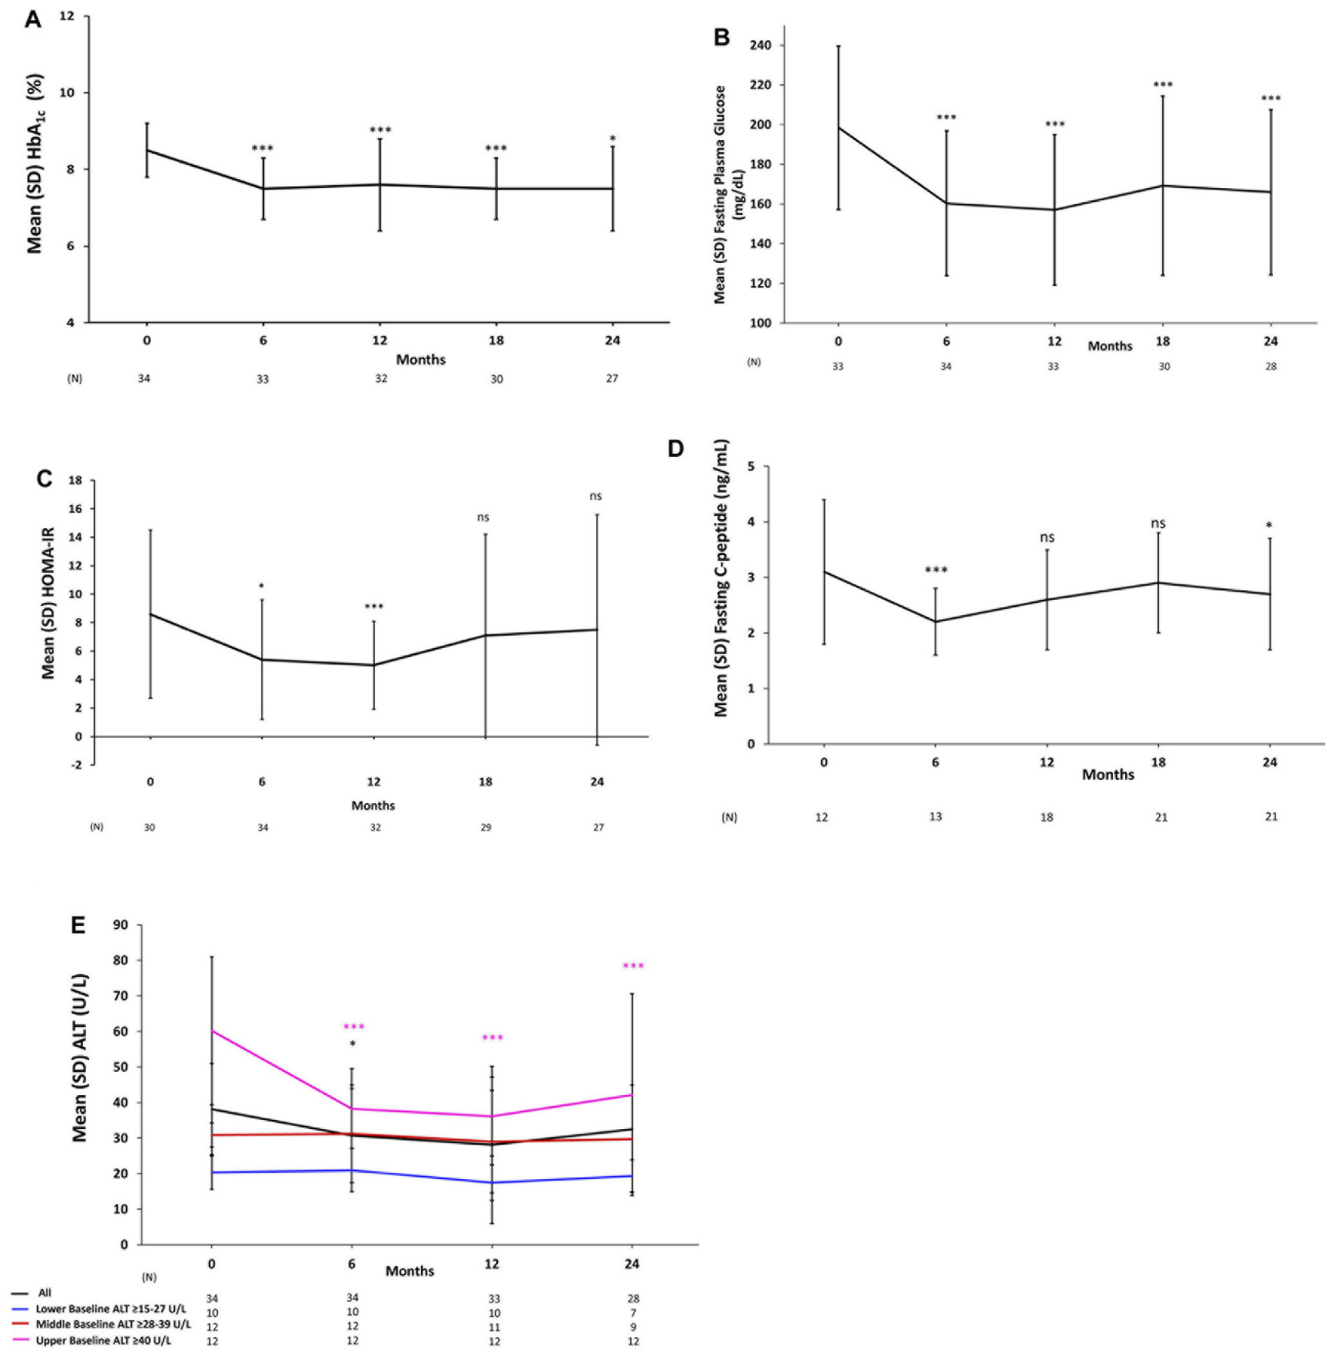 A
Mean (SD) HbA1c (%)
12
10
8
6
4
*** *** *** *
0 6 12 18 24
Months
(N) 34 33 32 30 27
B
Mean (SD) Fasting Plasma Glucose
(mg/dL)
240
220
200
180
160
140
120
100
*** *** *** ***
0 6 12 18 24
Months
(N)
33 34 33 30 28
C
Mean (SD) HOMA-IR
18
16
14
12
10
8
6
4
2
0
-2
* *** ns ns
0 6 12 18 24
Months
(N) 30 34 32 29 27
D
Mean (SD) Fasting C-peptide (ng/mL)
5
4
3
2
1
0
*** ns ns *
0 6 12 18 24
Months
(N) 12 13 18 21 21
E
Mean (SD) ALT (U/L)
90
80
70
60
50
40
30
20
10
0
*** *** ***
*
0 6 12 24
Months
(N)
All 34 34 33 28
Lower Baseline ALT ≥15-27 U/L 10 10 10 7
Middle Baseline ALT ≥28-39 U/L 12 12 11 9
Upper Baseline ALT ≥40 U/L 12 12 12 12